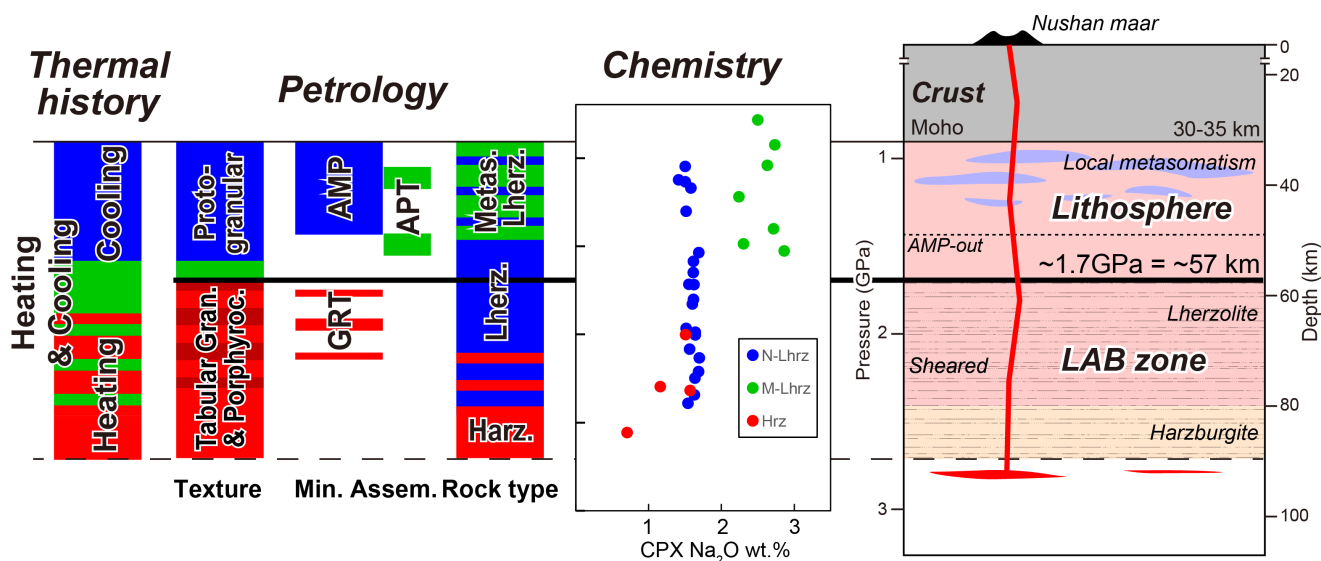 Nushan maar
Thermal
history
Petrology
Chemistry
Crust
Moho
30-35 km
Cooling
Heating
& Cooling
Heating
Proto-
granular
Tabular Gran.
& Porphyroc.
AMP
APT
GRT
Metas.
Lherz.
Lherz.
Harz.
Texture
Min. Assem.
Rock type
N-Lhrz
M-Lhrz
Hrz
1
2
3
CPX Na₂O wt.%
Pressure (GPa)
1
2
3
Local metasomatism
Lithosphere
AMP-out
~1.7GPa = ~57 km
Lherzolite
LAB zone
Sheared
Harzburgite
0
20
40
60
80
100
Depth (km)